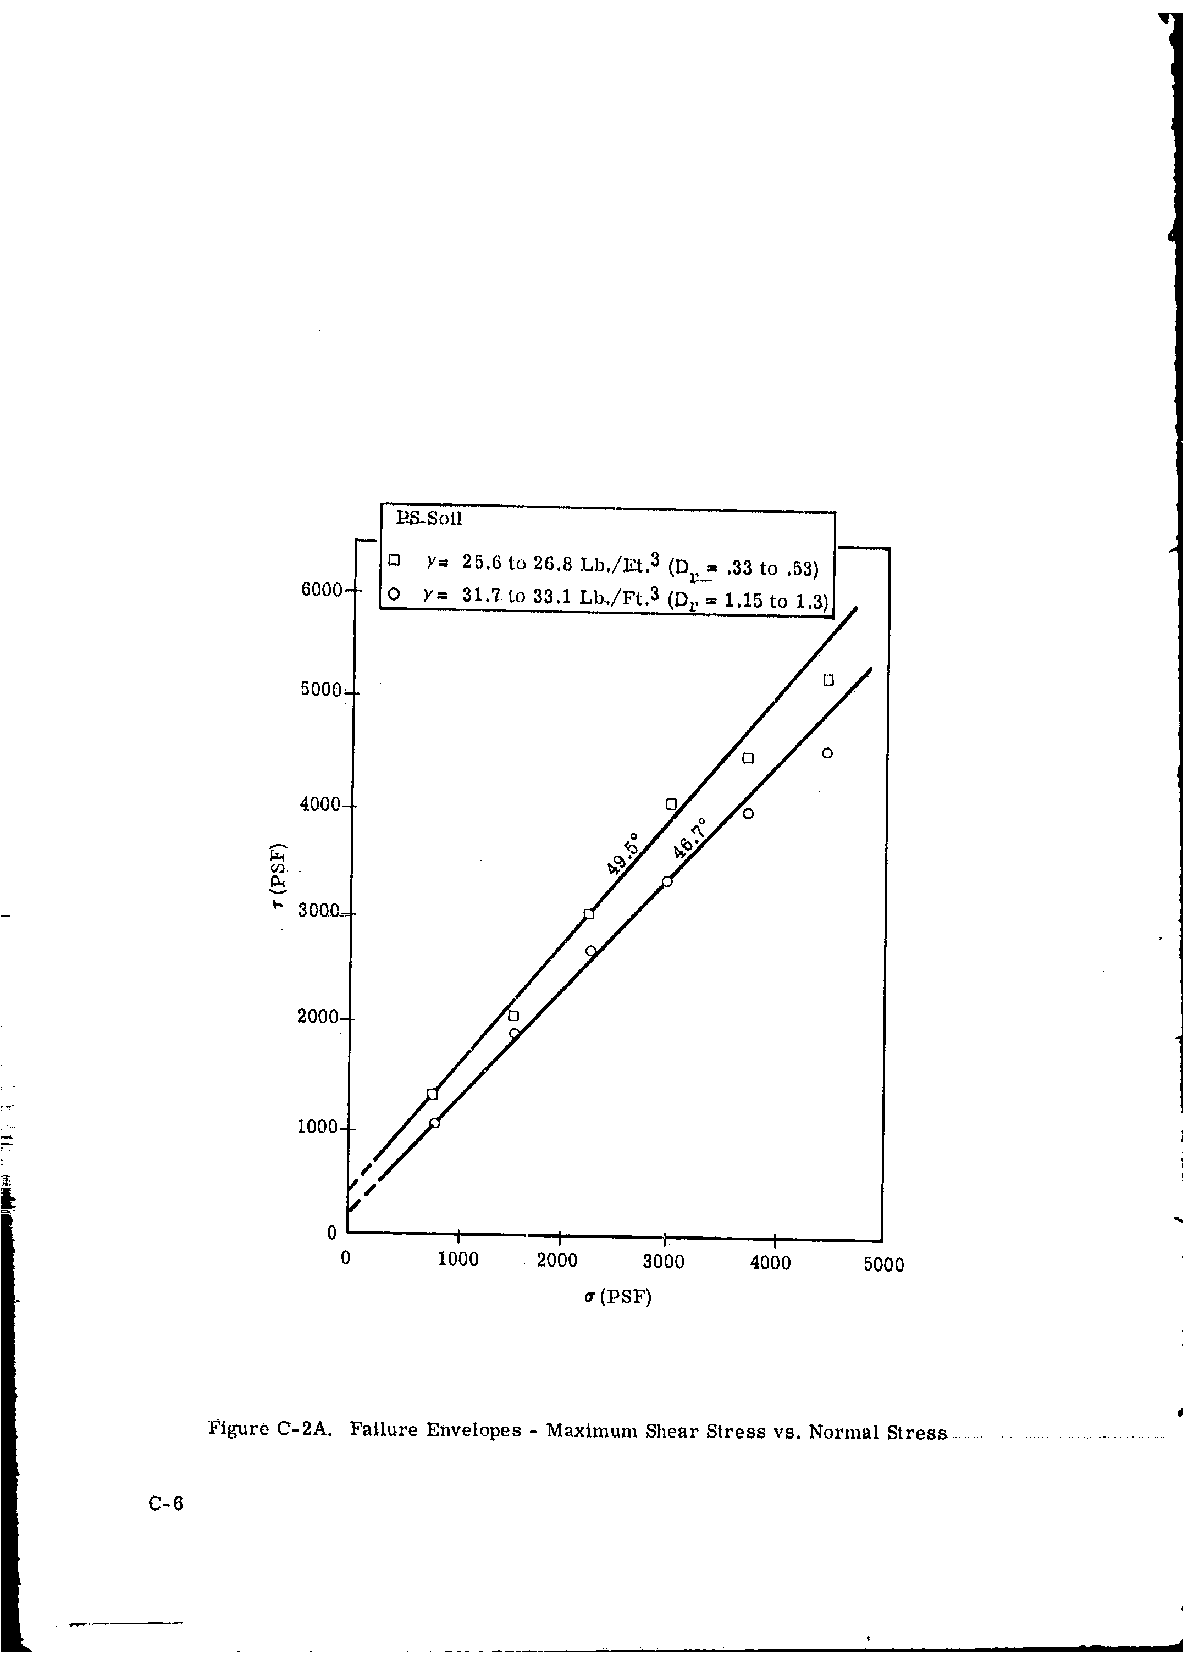 PS-Soil
□ γ= 25.6 to 26.8 Lb./Ft.³ (Dr = .33 to .53)
○ γ= 31.7 to 33.1 Lb./Ft.³ (Dr = 1.15 to 1.3)
6000
5000
4000
3000
2000
1000
0
τ (PSF)
49.5°
46.7°
0 1000 2000 3000 4000 5000
σ (PSF)
Figure C-2A. Failure Envelopes - Maximum Shear Stress vs. Normal Stress
C-6